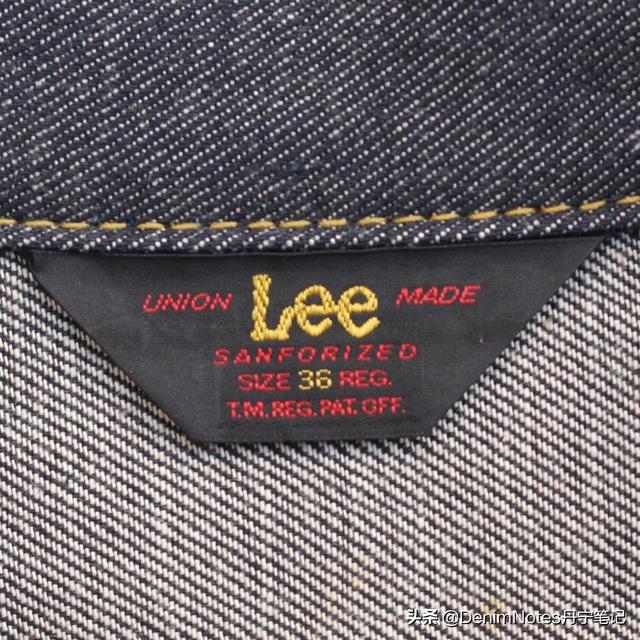 UNION Lee MADE
SANFORIZED
SIZE 36 REG.
T.M. REG. PAT. OFF.
头条 @DenimNotes丹宁笔记